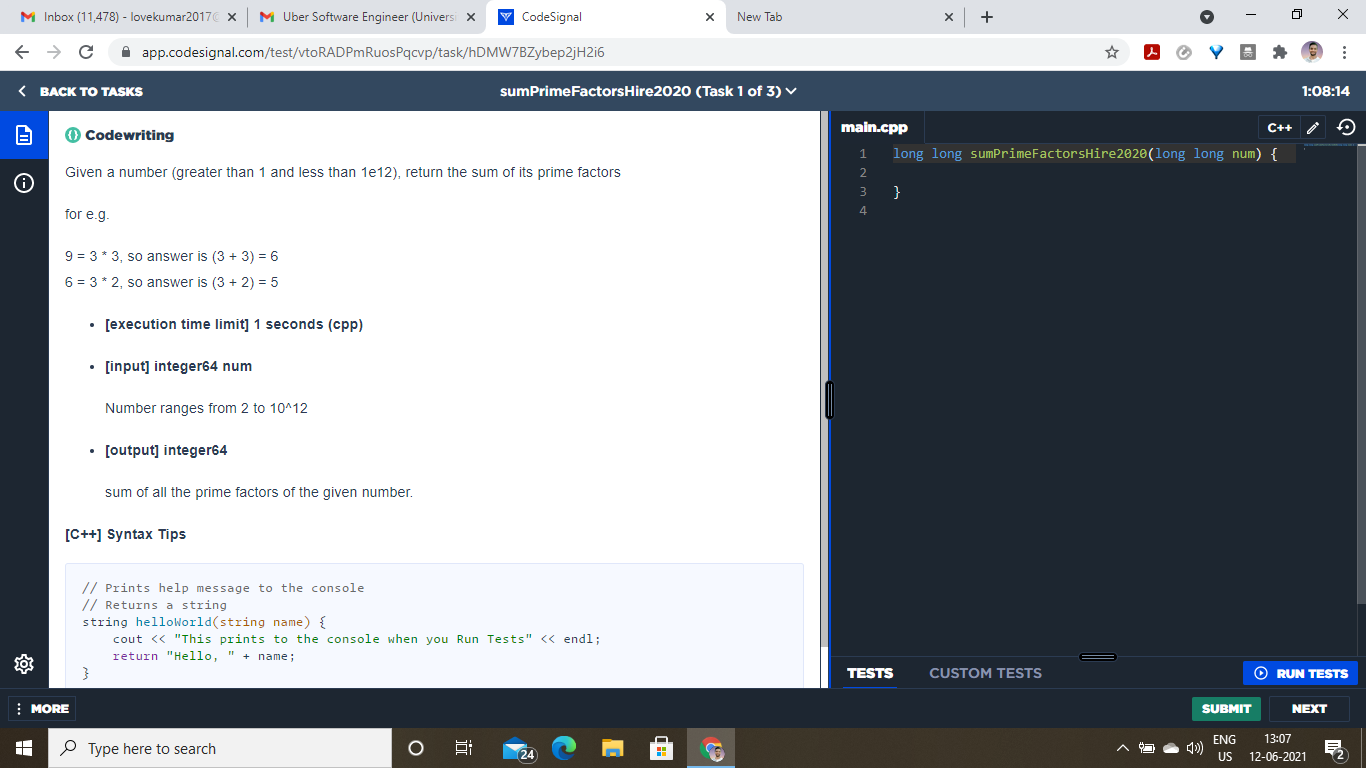 Inbox (11,478) - lovekumar2017@
Uber Software Engineer (Universi
CodeSignal
New Tab
app.codesignal.com/test/vtoRADPmRuosPqcvp/task/hDMW7BZybep2jH2i6
BACK TO TASKS
sumPrimeFactorsHire2020 (Task 1 of 3)
1:08:14
Codewriting
Given a number (greater than 1 and less than 1e12), return the sum of its prime factors
for e.g.
9 = 3 * 3, so answer is (3 + 3) = 6
6 = 3 * 2, so answer is (3 + 2) = 5
• [execution time limit] 1 seconds (cpp)
• [input] integer64 num
Number ranges from 2 to 10^12
• [output] integer64
sum of all the prime factors of the given number.
[C++] Syntax Tips
// Prints help message to the console
// Returns a string
string helloWorld(string name) {
cout << "This prints to the console when you Run Tests" << endl;
return "Hello, " + name;
}
main.cpp
C++
1 long long sumPrimeFactorsHire2020(long long num) {
2
3 }
4
TESTS
CUSTOM TESTS
RUN TESTS
MORE
SUBMIT
NEXT
Type here to search
24
ENG
US
13:07
12-06-2021
2